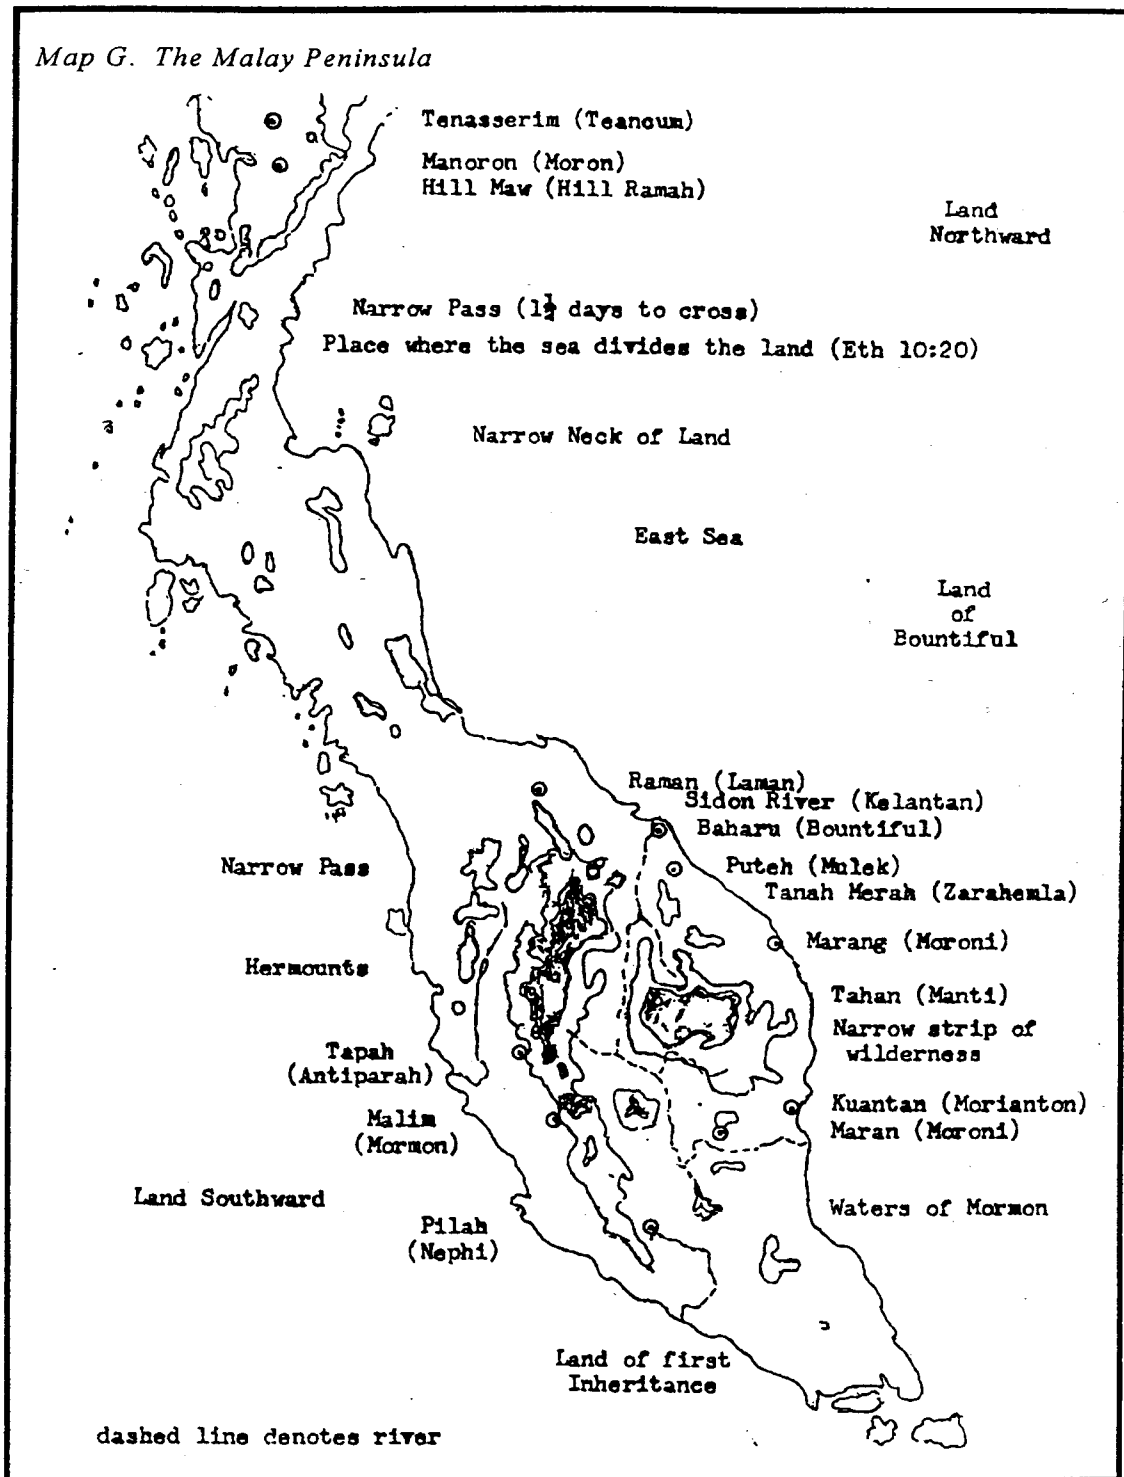 Map G. The Malay Peninsula
Tenasserim (Teancum)
Manoron (Moron)
Hill Maw (Hill Ramah)
Land
Northward
Narrow Pass (1½ days to cross)
Place where the sea divides the land (Eth 10:20)
Narrow Neck of Land
East Sea
Land
of
Bountiful
Raman (Laman)
Sidon River (Kelantan)
Baharu (Bountiful)
Narrow Pass
Puteh (Mulek)
Tanah Merah (Zarahemla)
Marang (Moroni)
Hermounts
Tahan (Manti)
Narrow strip of
wilderness
Tapah
(Antiparah)
Kuantan (Morianton)
Malim
(Mormon)
Maran (Moroni)
Land Southward
Waters of Mormon
Pilah
(Nephi)
Land of first
Inheritance
dashed line denotes river